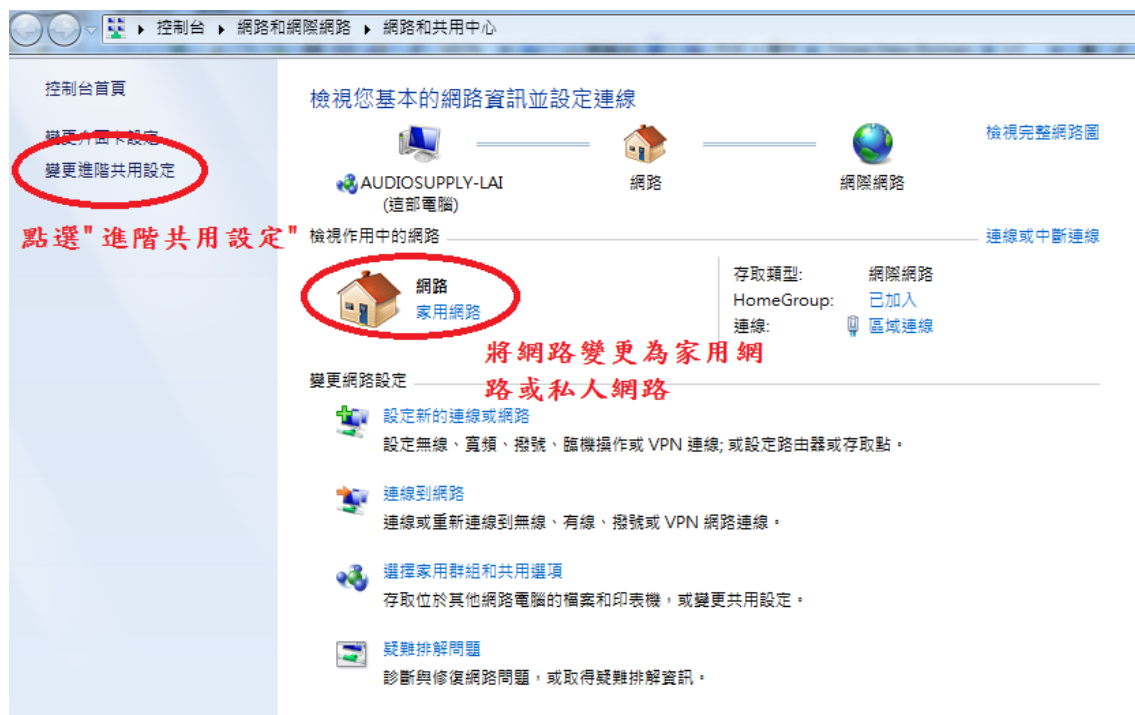 控制台 ▸ 網路和網際網路 ▸ 網路和共用中心
控制台首頁
變更介面卡設定
變更進階共用設定
點選"進階共用設定"
檢視您基本的網路資訊並設定連線
檢視完整網路圖
AUDIOSUPPLY-LAI
(這部電腦)
網路
網際網路
檢視作用中的網路
連線或中斷連線
網路
家用網路
存取類型: 網際網路
HomeGroup: 已加入
連線: 區域連線
將網路變更為家用網
路或私人網路
變更網路設定
設定新的連線或網路
設定無線、寬頻、撥號、臨機操作或 VPN 連線; 或設定路由器或存取點。
連線到網路
連線或重新連線到無線、有線、撥號或 VPN 網路連線。
選擇家用群組和共用選項
存取位於其他網路電腦的檔案和印表機，或變更共用設定。
疑難排解問題
診斷與修復網路問題，或取得疑難排解資訊。